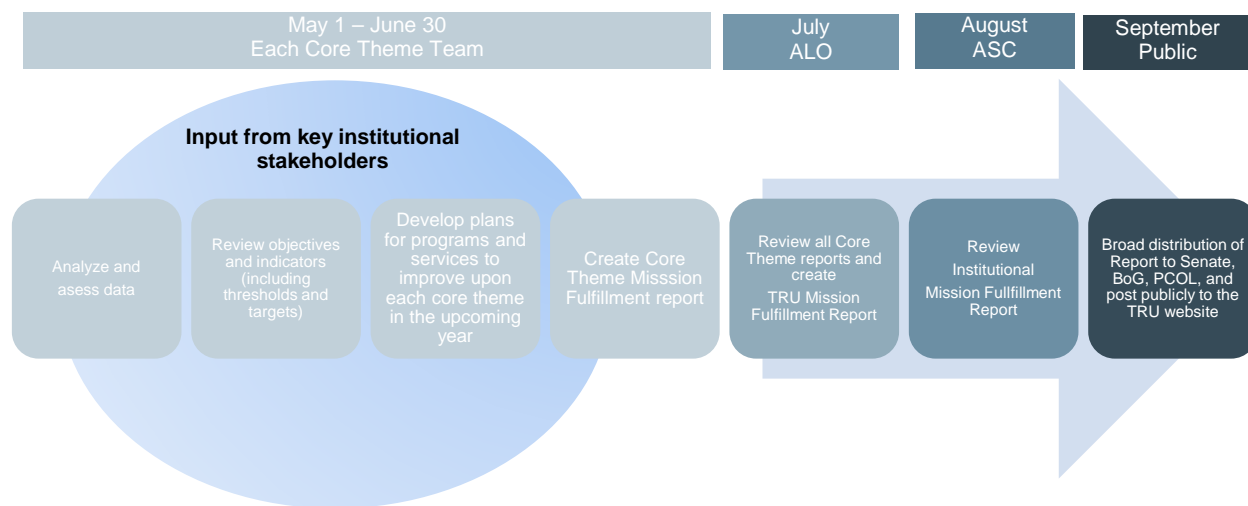 May 1 – June 30
Each Core Theme Team
July
ALO
August
ASC
September
Public
Input from key institutional
stakeholders
Analyze and
asess data
Review objectives
and indicators
(including
thresholds and
targets)
Develop plans
for programs and
services to
improve upon
each core theme
in the upcoming
year
Create Core
Theme Misssion
Fulfillment report
Review all Core
Theme reports and
create
TRU Mission
Fulfillment Report
Review
Institutional
Mission Fullfillment
Report
Broad distribution of
Report to Senate,
BoG, PCOL, and
post publicly to the
TRU website